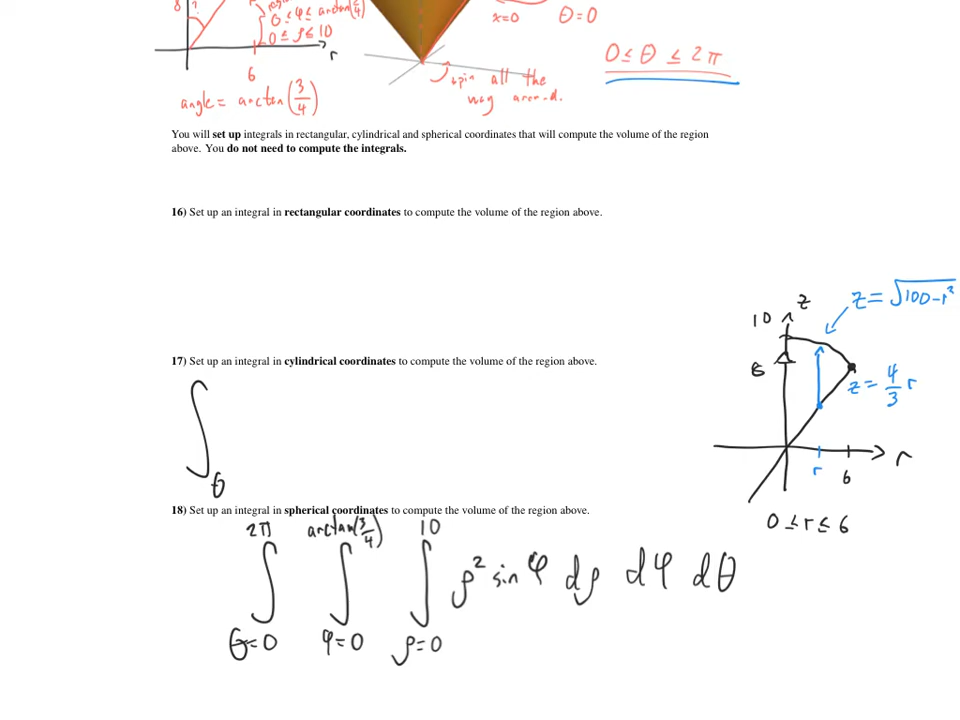 8 ?
0 ≤ φ ≤ arctan(3/4)
0 ≤ ρ ≤ 10
r
6
angle = arctan(3/4)
x=0 θ=0
0 ≤ θ ≤ 2π
spin all the
way around.
You will set up integrals in rectangular, cylindrical and spherical coordinates that will compute the volume of the region
above. You do not need to compute the integrals.
16) Set up an integral in rectangular coordinates to compute the volume of the region above.
z
10
z = √100-r²
8
z = 4/3 r
r
r
6
0 ≤ r ≤ 6
17) Set up an integral in cylindrical coordinates to compute the volume of the region above.
∫
θ
18) Set up an integral in spherical coordinates to compute the volume of the region above.
2π arctan(3/4) 10
∫ ∫ ∫ ρ² sin φ dρ dφ dθ
θ=0 φ=0 ρ=0